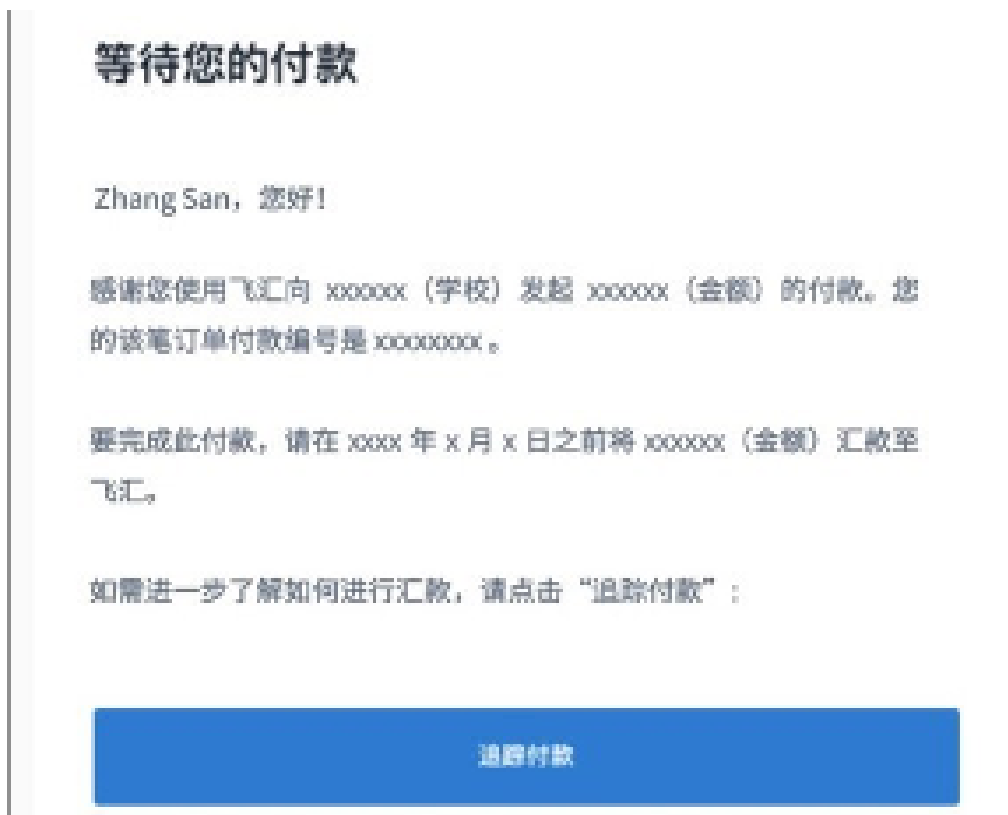 等待您的付款
Zhang San，您好！
感谢您使用飞汇向 xxxxxx（学校）发起 xxxxxx（金额）的付款。您
的该笔订单付款编号是 xxxxxxxx。
要完成此付款，请在 xxxx 年 x 月 x 日之前将 xxxxxx（金额）汇款至
飞汇。
如需进一步了解如何进行汇款，请点击“追踪付款”：
追踪付款